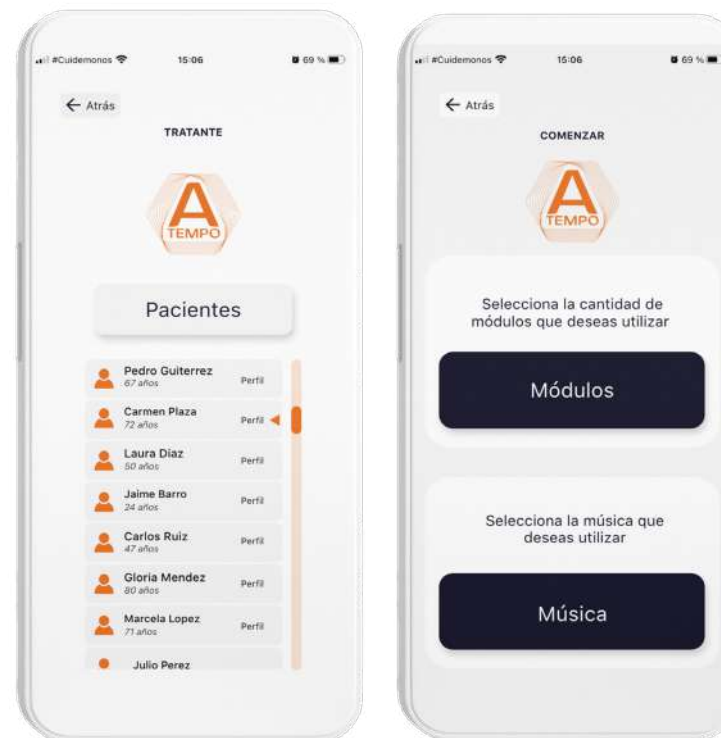 #Cuidemonos 15:06 69 %
← Atrás
TRATANTE
A
TEMPO
Pacientes
Pedro Guiterrez
67 años
Perfil
Carmen Plaza
72 años
Perfil
Laura Diaz
50 años
Perfil
Jaime Barro
24 años
Perfil
Carlos Ruiz
47 años
Perfil
Gloria Mendez
80 años
Perfil
Marcela Lopez
71 años
Perfil
Julio Perez
#Cuidemonos 15:06 69 %
← Atrás
COMENZAR
A
TEMPO
Selecciona la cantidad de
módulos que deseas utilizar
Módulos
Selecciona la música que
deseas utilizar
Música